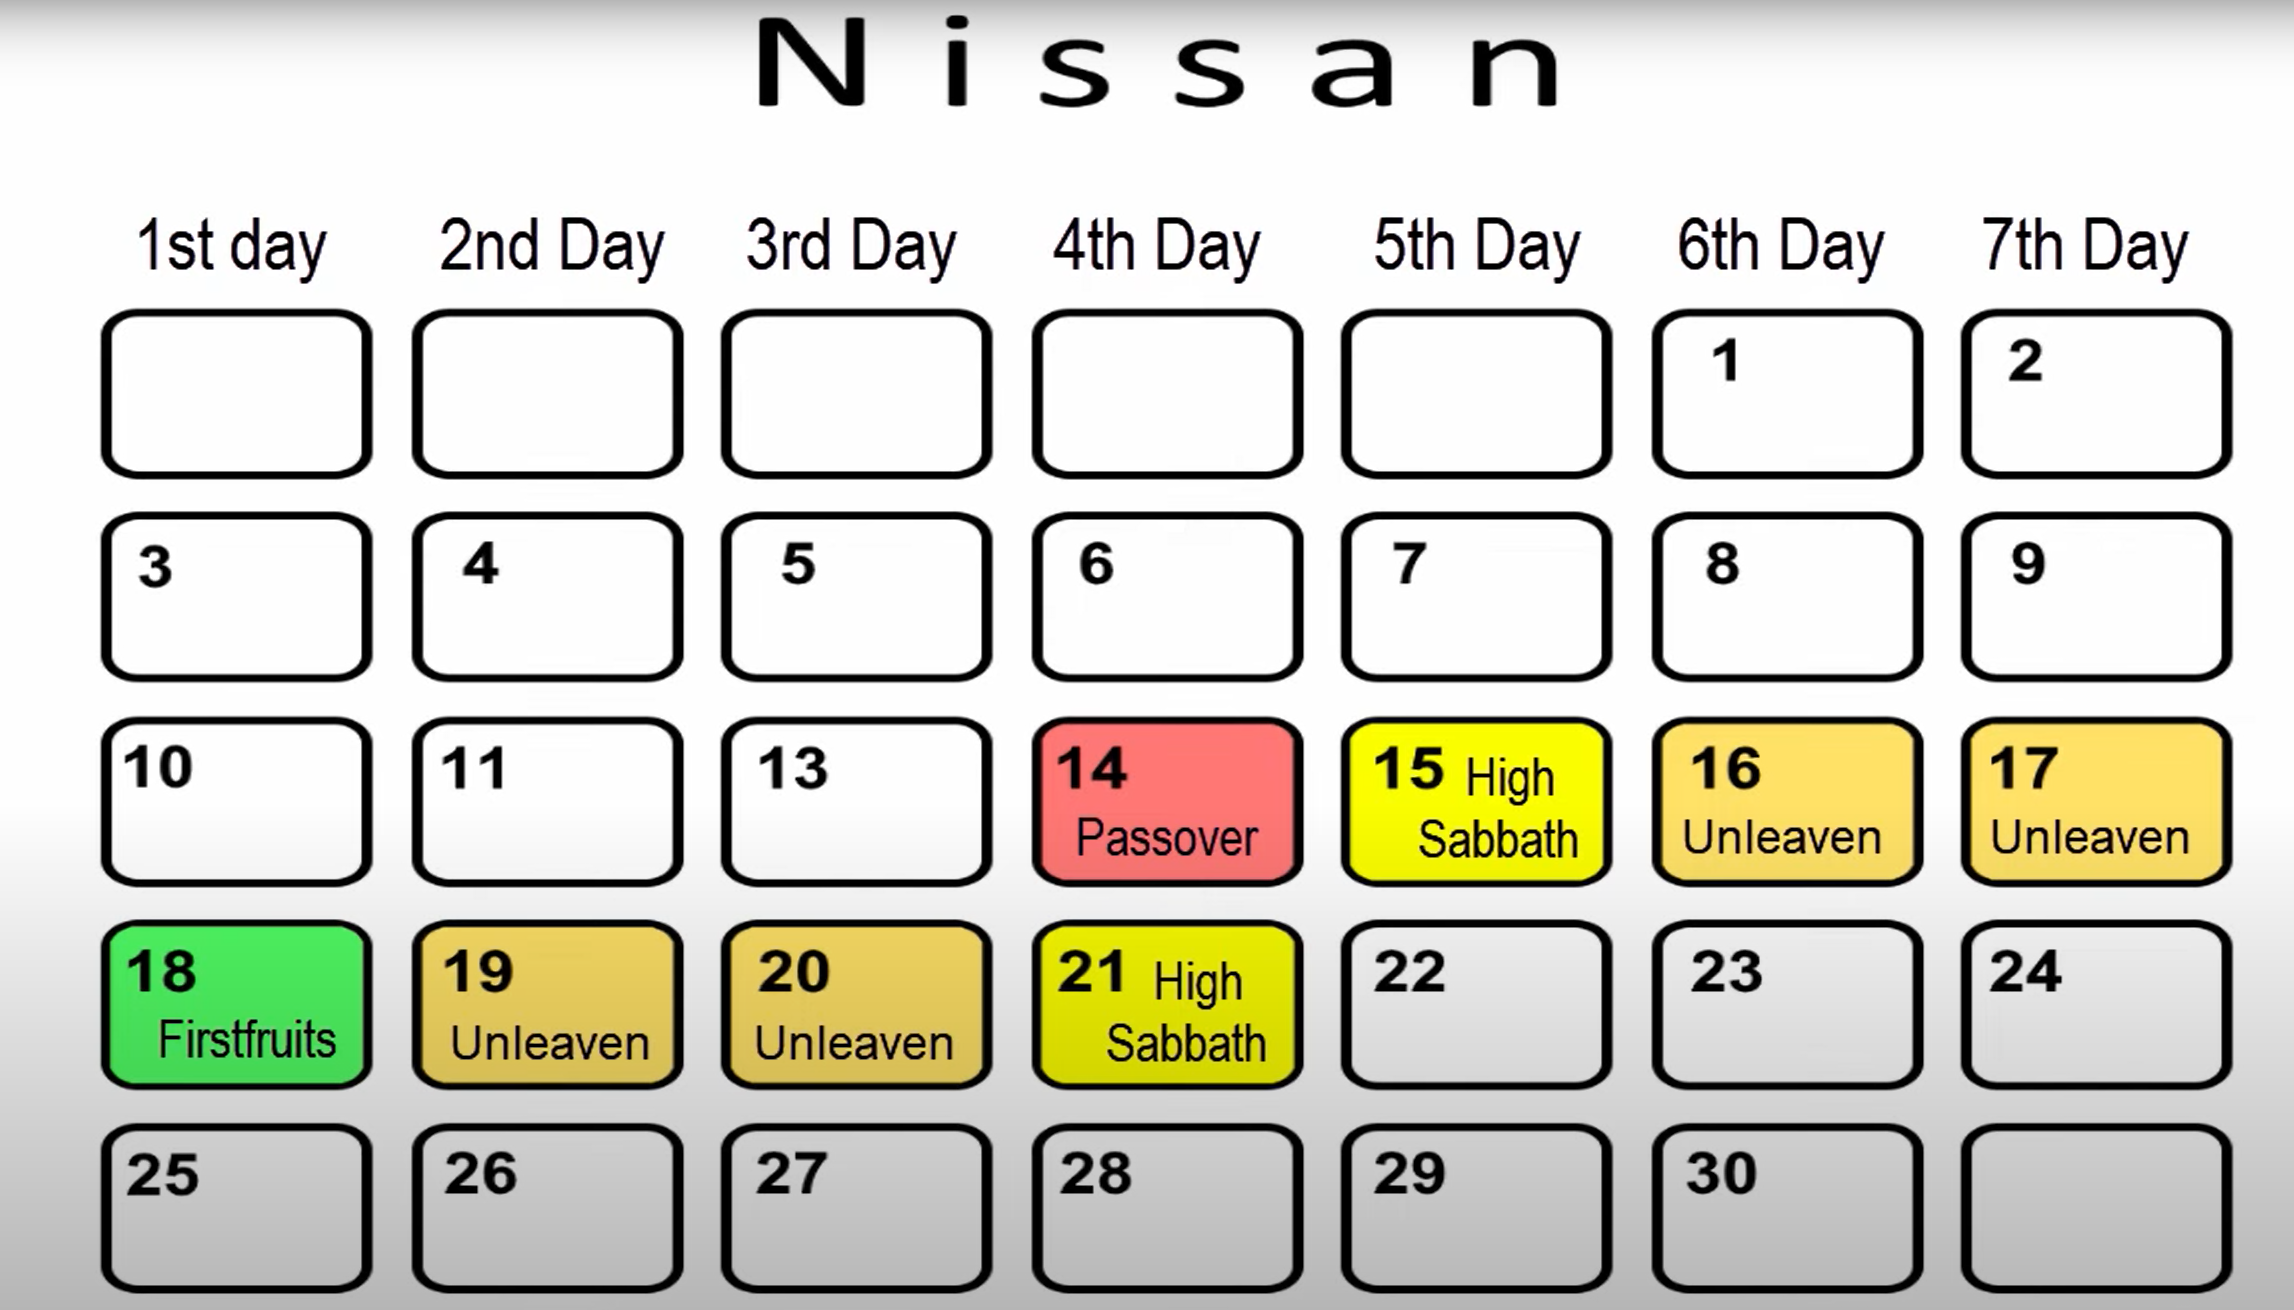 Nissan
1st day 2nd Day 3rd Day 4th Day 5th Day 6th Day 7th Day
1 2
3 4 5 6 7 8 9
10 11 13 14 15 High 16 17
Passover Sabbath Unleaven Unleaven
18 19 20 21 High 22 23 24
Firstfruits Unleaven Unleaven Sabbath
25 26 27 28 29 30